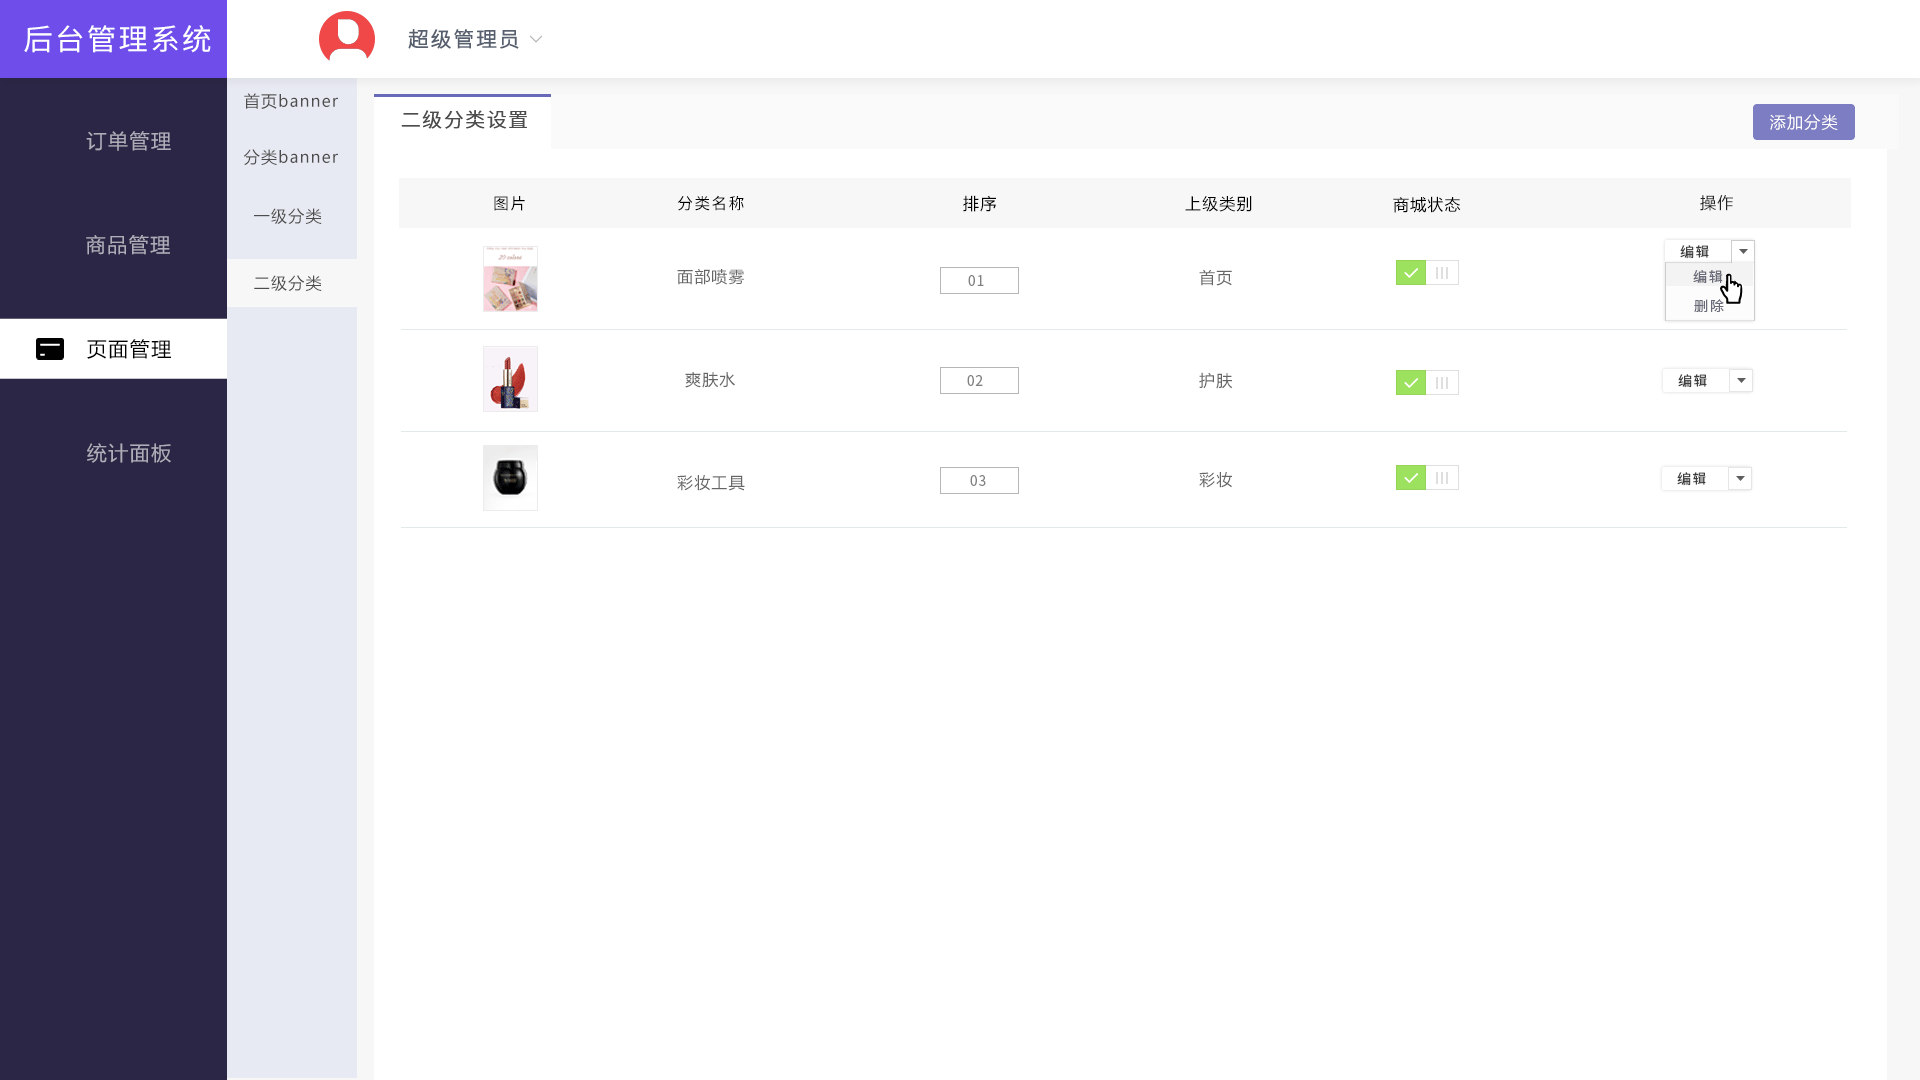 后台管理系统
超级管理员
订单管理
商品管理
页面管理
统计面板
首页banner
分类banner
一级分类
二级分类
二级分类设置
添加分类
图片 分类名称 排序 上级类别 商城状态 操作
20 colors
面部喷雾 01 首页 编辑
编辑
删除
爽肤水 02 护肤 编辑
彩妆工具 03 彩妆 编辑